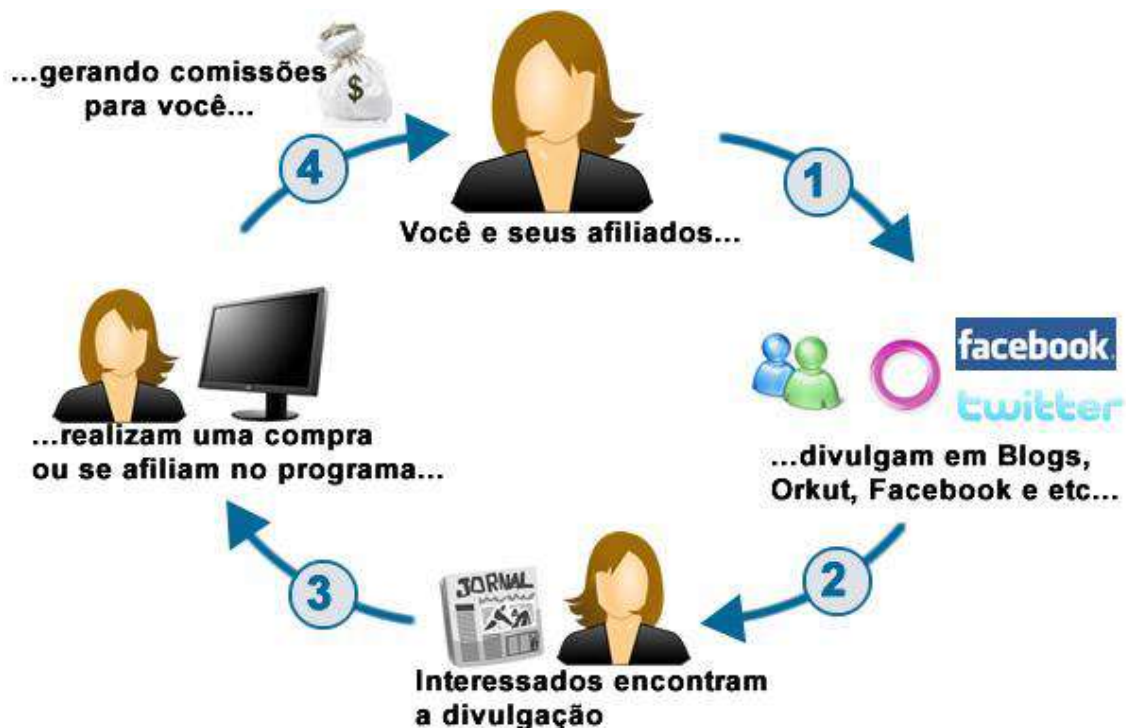 ...gerando comissões
para você...
$
4
1
Você e seus afiliados...
facebook
twitter
...divulgam em Blogs,
Orkut, Facebook e etc...
2
JORNAL
Interessados encontram
a divulgação
3
...realizam uma compra
ou se afiliam no programa...